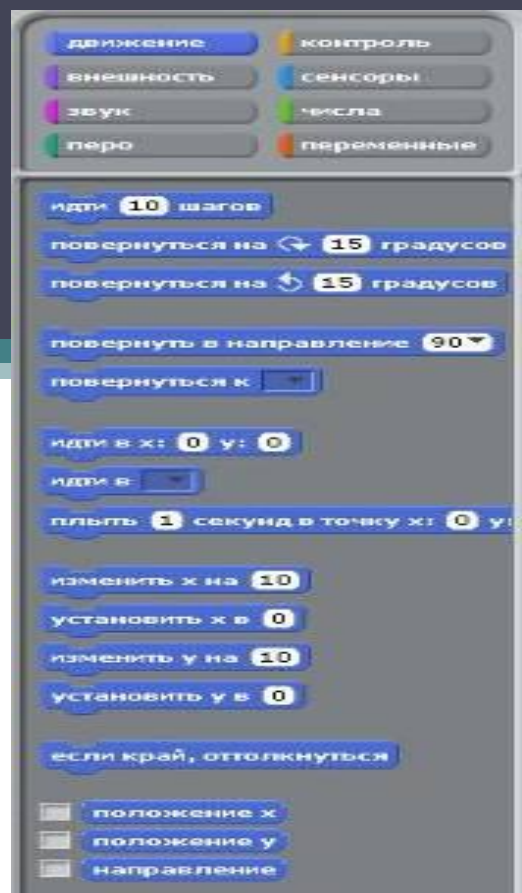 движение контроль
внешность сенсоры
звук числа
перо переменные
идти 10 шагов
повернуться на 15 градусов
повернуться на 15 градусов
повернуть в направление 90
повернуться к
идти в x: 0 y: 0
идти в
плыть 1 секунд в точку x: 0 y:
изменить x на 10
установить x в 0
изменить y на 10
установить y в 0
если край, оттолкнуться
положение x
положение y
направление